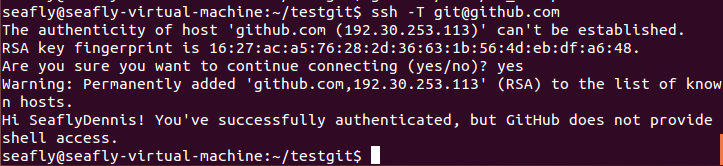 seafly@seafly-virtual-machine:~/testgit$ ssh -T git@github.com
The authenticity of host 'github.com (192.30.253.113)' can't be established.
RSA key fingerprint is 16:27:ac:a5:76:28:2d:36:63:1b:56:4d:eb:df:a6:48.
Are you sure you want to continue connecting (yes/no)? yes
Warning: Permanently added 'github.com,192.30.253.113' (RSA) to the list of know
n hosts.
Hi SeaflyDennis! You've successfully authenticated, but GitHub does not provide
shell access.
seafly@seafly-virtual-machine:~/testgit$